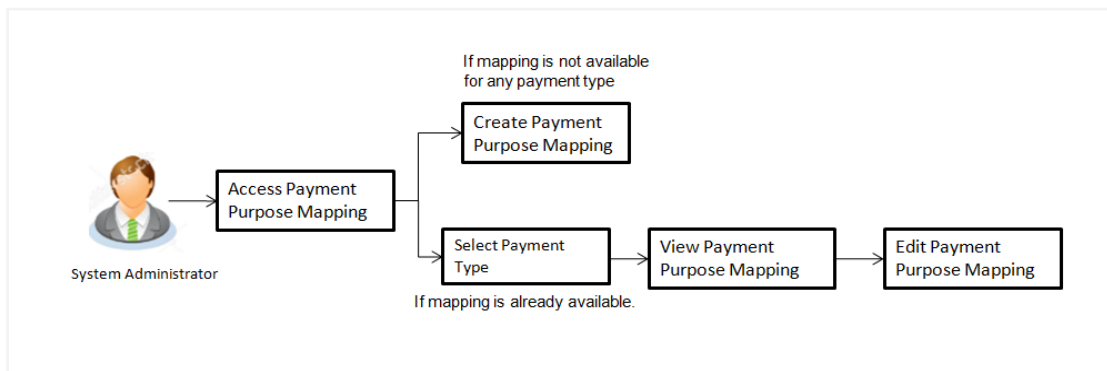 If mapping is not available
for any payment type
Create Payment
Purpose Mapping
Access Payment
Purpose Mapping
System Administrator
Select Payment
Type
View Payment
Purpose Mapping
Edit Payment
Purpose Mapping
If mapping is already available.